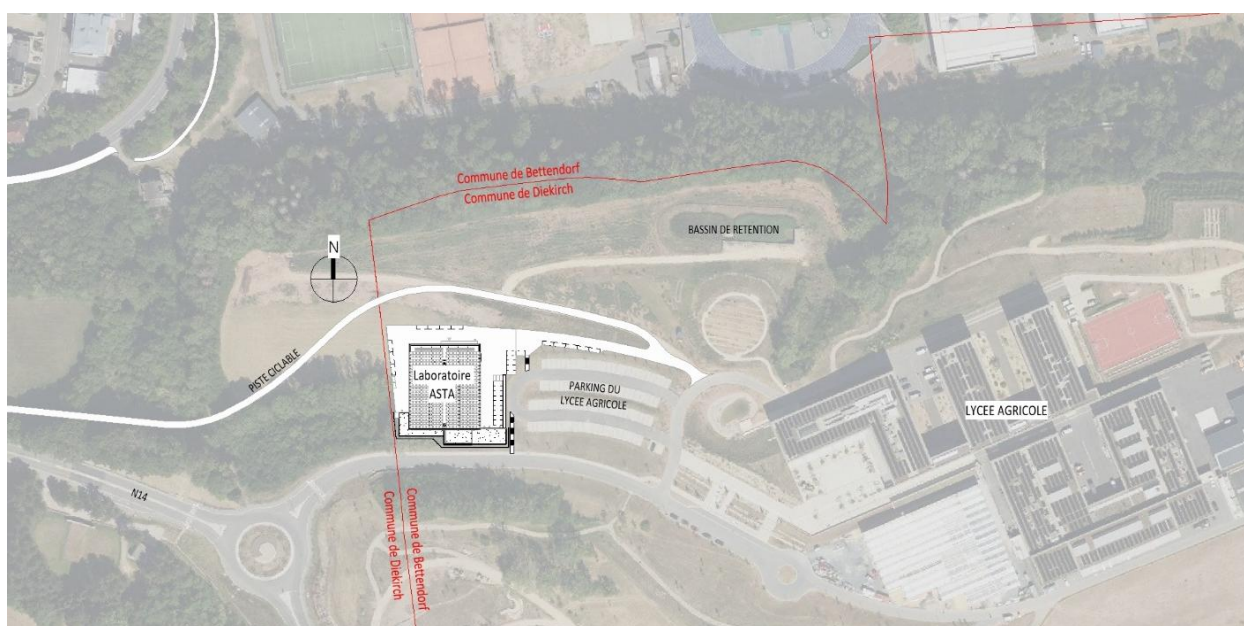 Commune de Bettendorf
Commune de Diekirch
BASSIN DE RETENTION
N
PISTE CICLABLE
Laboratoire
ASTA
PARKING DU
LYCEE AGRICOLE
LYCEE AGRICOLE
N14
Commune de Diekirch
Commune de Bettendorf